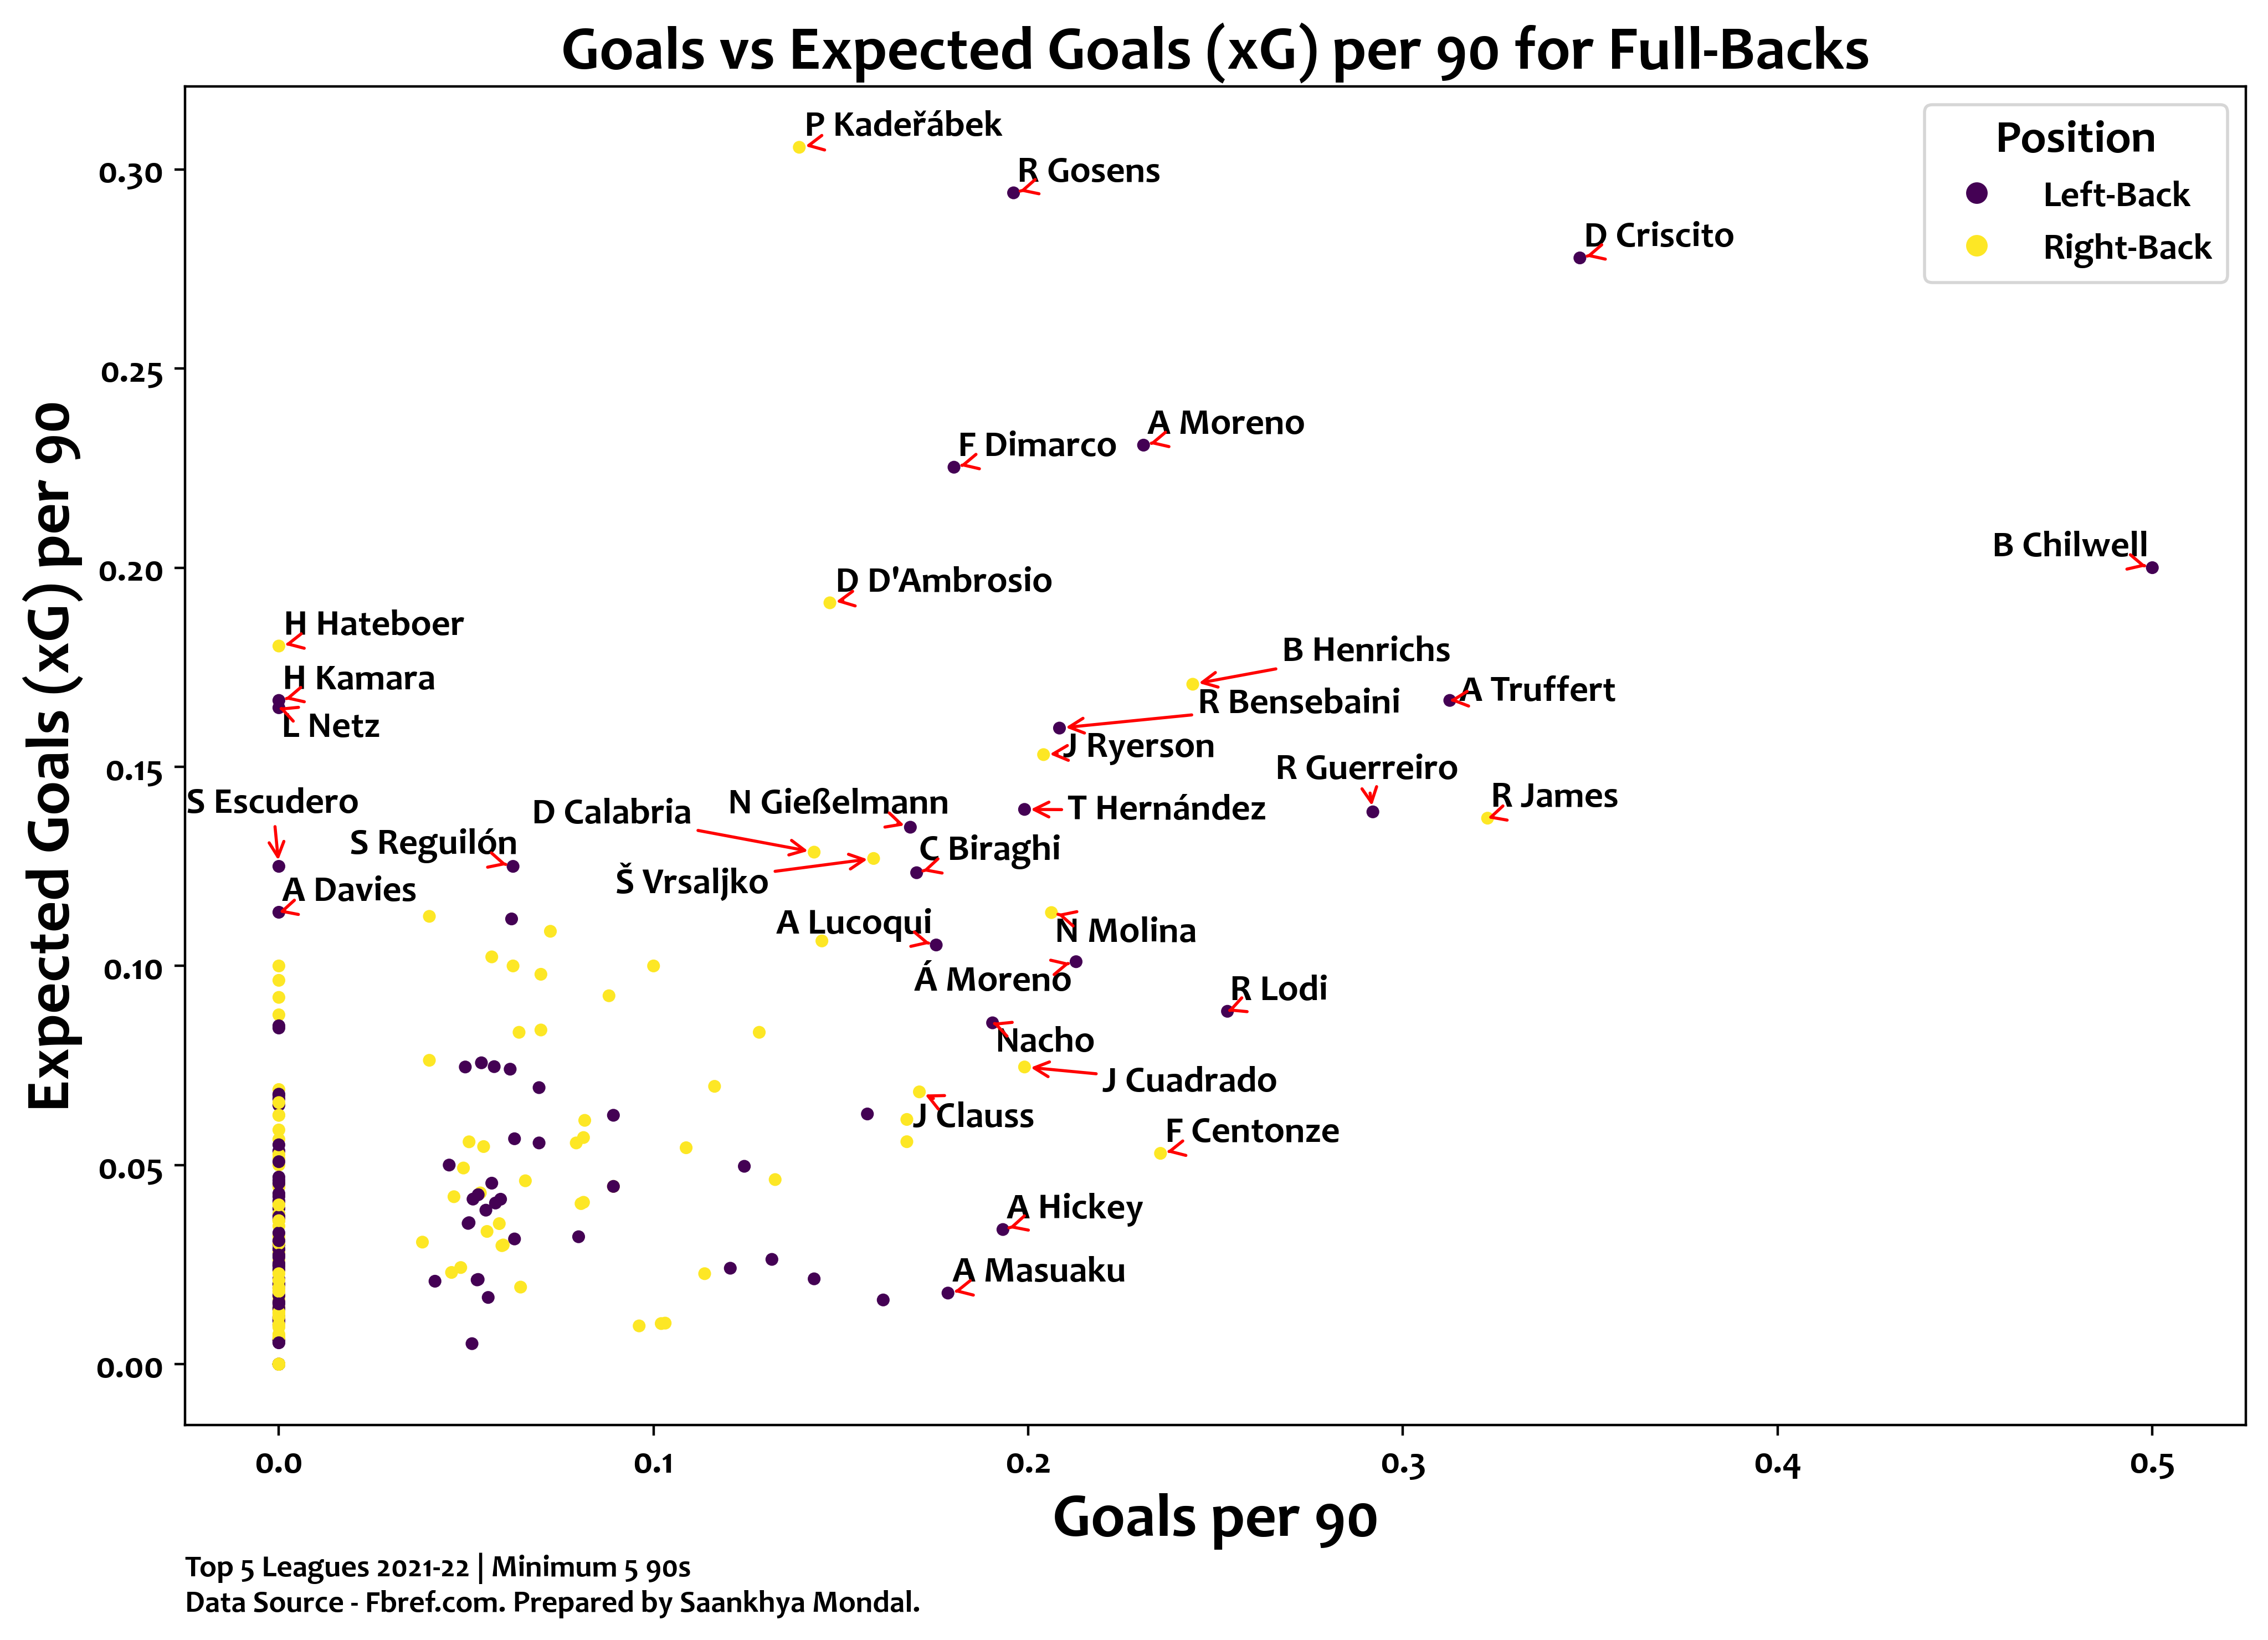 Goals vs Expected Goals (xG) per 90 for Full-Backs
Position
Left-Back
Right-Back
P Kadeřábek
R Gosens
D Criscito
A Moreno
F Dimarco
B Chilwell
D D'Ambrosio
H Hateboer
B Henrichs
H Kamara
A Truffert
R Bensebaini
L Netz
J Ryerson
R Guerreiro
R James
S Escudero
N Gießelmann
D Calabria
T Hernández
S Reguilón
C Biraghi
Š Vrsaljko
A Davies
A Lucoqui
N Molina
Á Moreno
R Lodi
Nacho
J Cuadrado
J Clauss
F Centonze
A Hickey
A Masuaku
Expected Goals (xG) per 90
0.30
0.25
0.20
0.15
0.10
0.05
0.00
0.0 0.1 0.2 0.3 0.4 0.5
Goals per 90
Top 5 Leagues 2021-22 | Minimum 5 90s
Data Source - Fbref.com. Prepared by Saankhya Mondal.